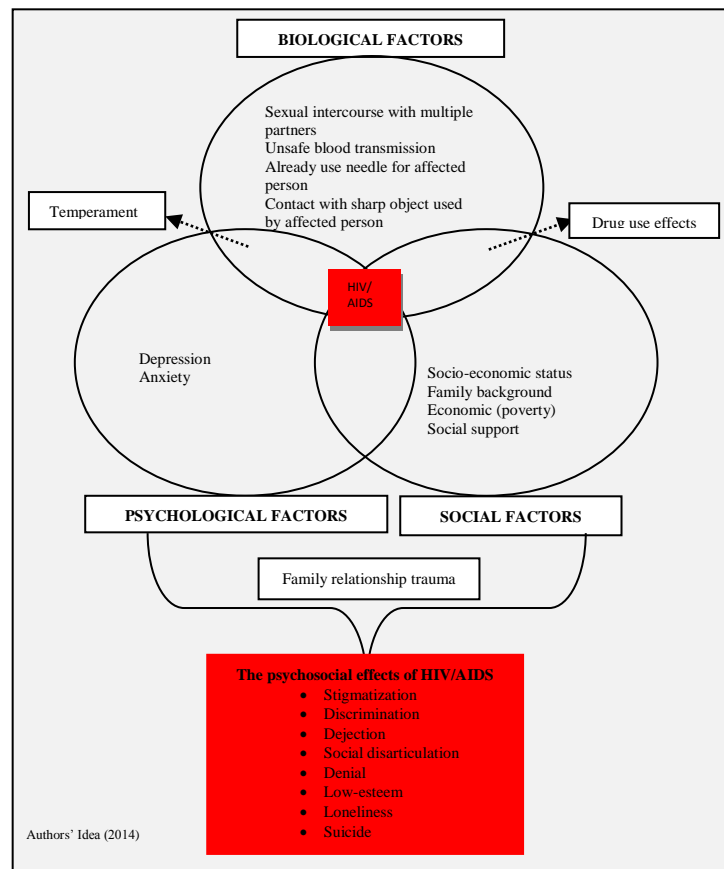 BIOLOGICAL FACTORS
Sexual intercourse with multiple
partners
Unsafe blood transmission
Already use needle for affected
person
Contact with sharp object used
by affected person
Temperament
Drug use effects
HIV/
AIDS
Depression
Anxiety
Socio-economic status
Family background
Economic (poverty)
Social support
PSYCHOLOGICAL FACTORS
SOCIAL FACTORS
Family relationship trauma
The psychosocial effects of HIV/AIDS
• Stigmatization
• Discrimination
• Dejection
• Social disarticulation
• Denial
• Low-esteem
• Loneliness
• Suicide
Authors' Idea (2014)